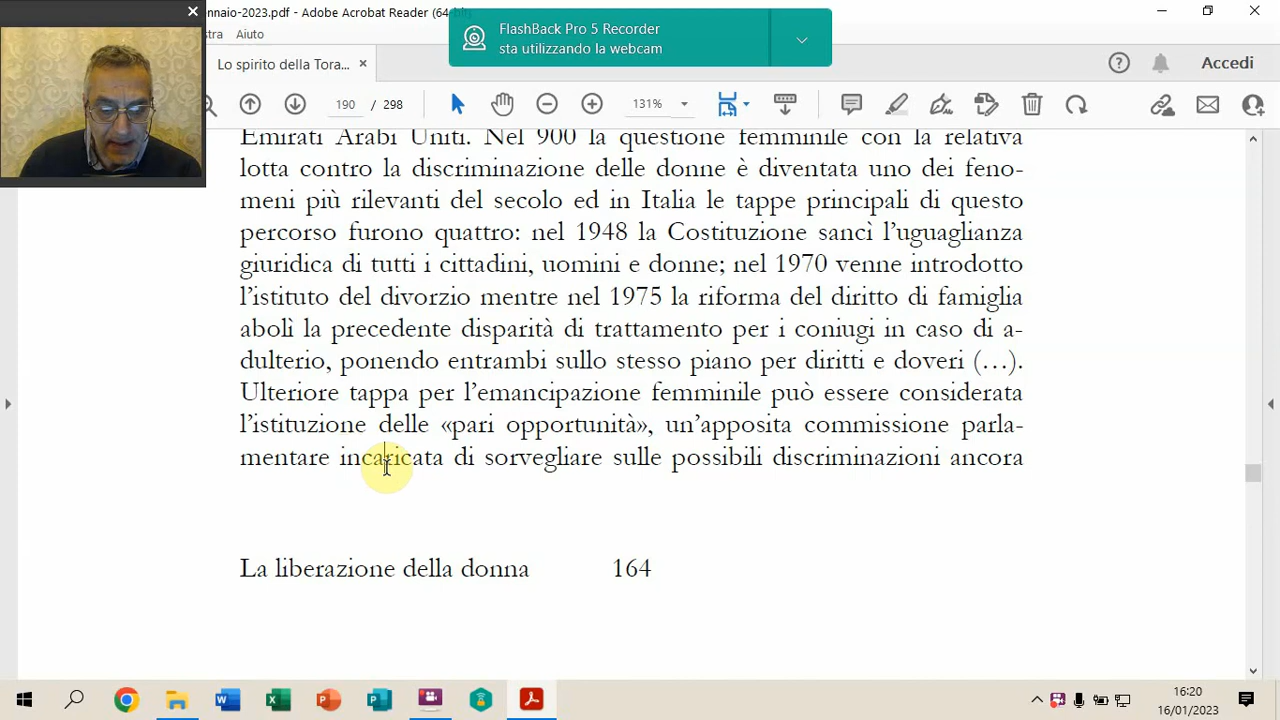 nnaio-2023.pdf - Adobe Acrobat Reader (64-bit)
FlashBack Pro 5 Recorder
sta utilizzando la webcam
stra Aiuto
Lo spirito della Tora...
Accedi
190 / 298
131%
Emirati Arabi Uniti. Nel 900 la questione femminile con la relativa
lotta contro la discriminazione delle donne è diventata uno dei feno-
meni più rilevanti del secolo ed in Italia le tappe principali di questo
percorso furono quattro: nel 1948 la Costituzione sancì l’uguaglianza
giuridica di tutti i cittadini, uomini e donne; nel 1970 venne introdotto
l’istituto del divorzio mentre nel 1975 la riforma del diritto di famiglia
abolì la precedente disparità di trattamento per i coniugi in caso di a-
dulterio, ponendo entrambi sullo stesso piano per diritti e doveri (…).
Ulteriore tappa per l’emancipazione femminile può essere considerata
l’istituzione delle «pari opportunità», un’apposita commissione parla-
mentare incaricata di sorvegliare sulle possibili discriminazioni ancora
La liberazione della donna 164
16:20
16/01/2023